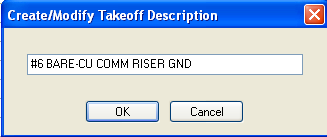 Create/Modify Takeoff Description
#6 BARE-CU COMM RISER GND
OK Cancel